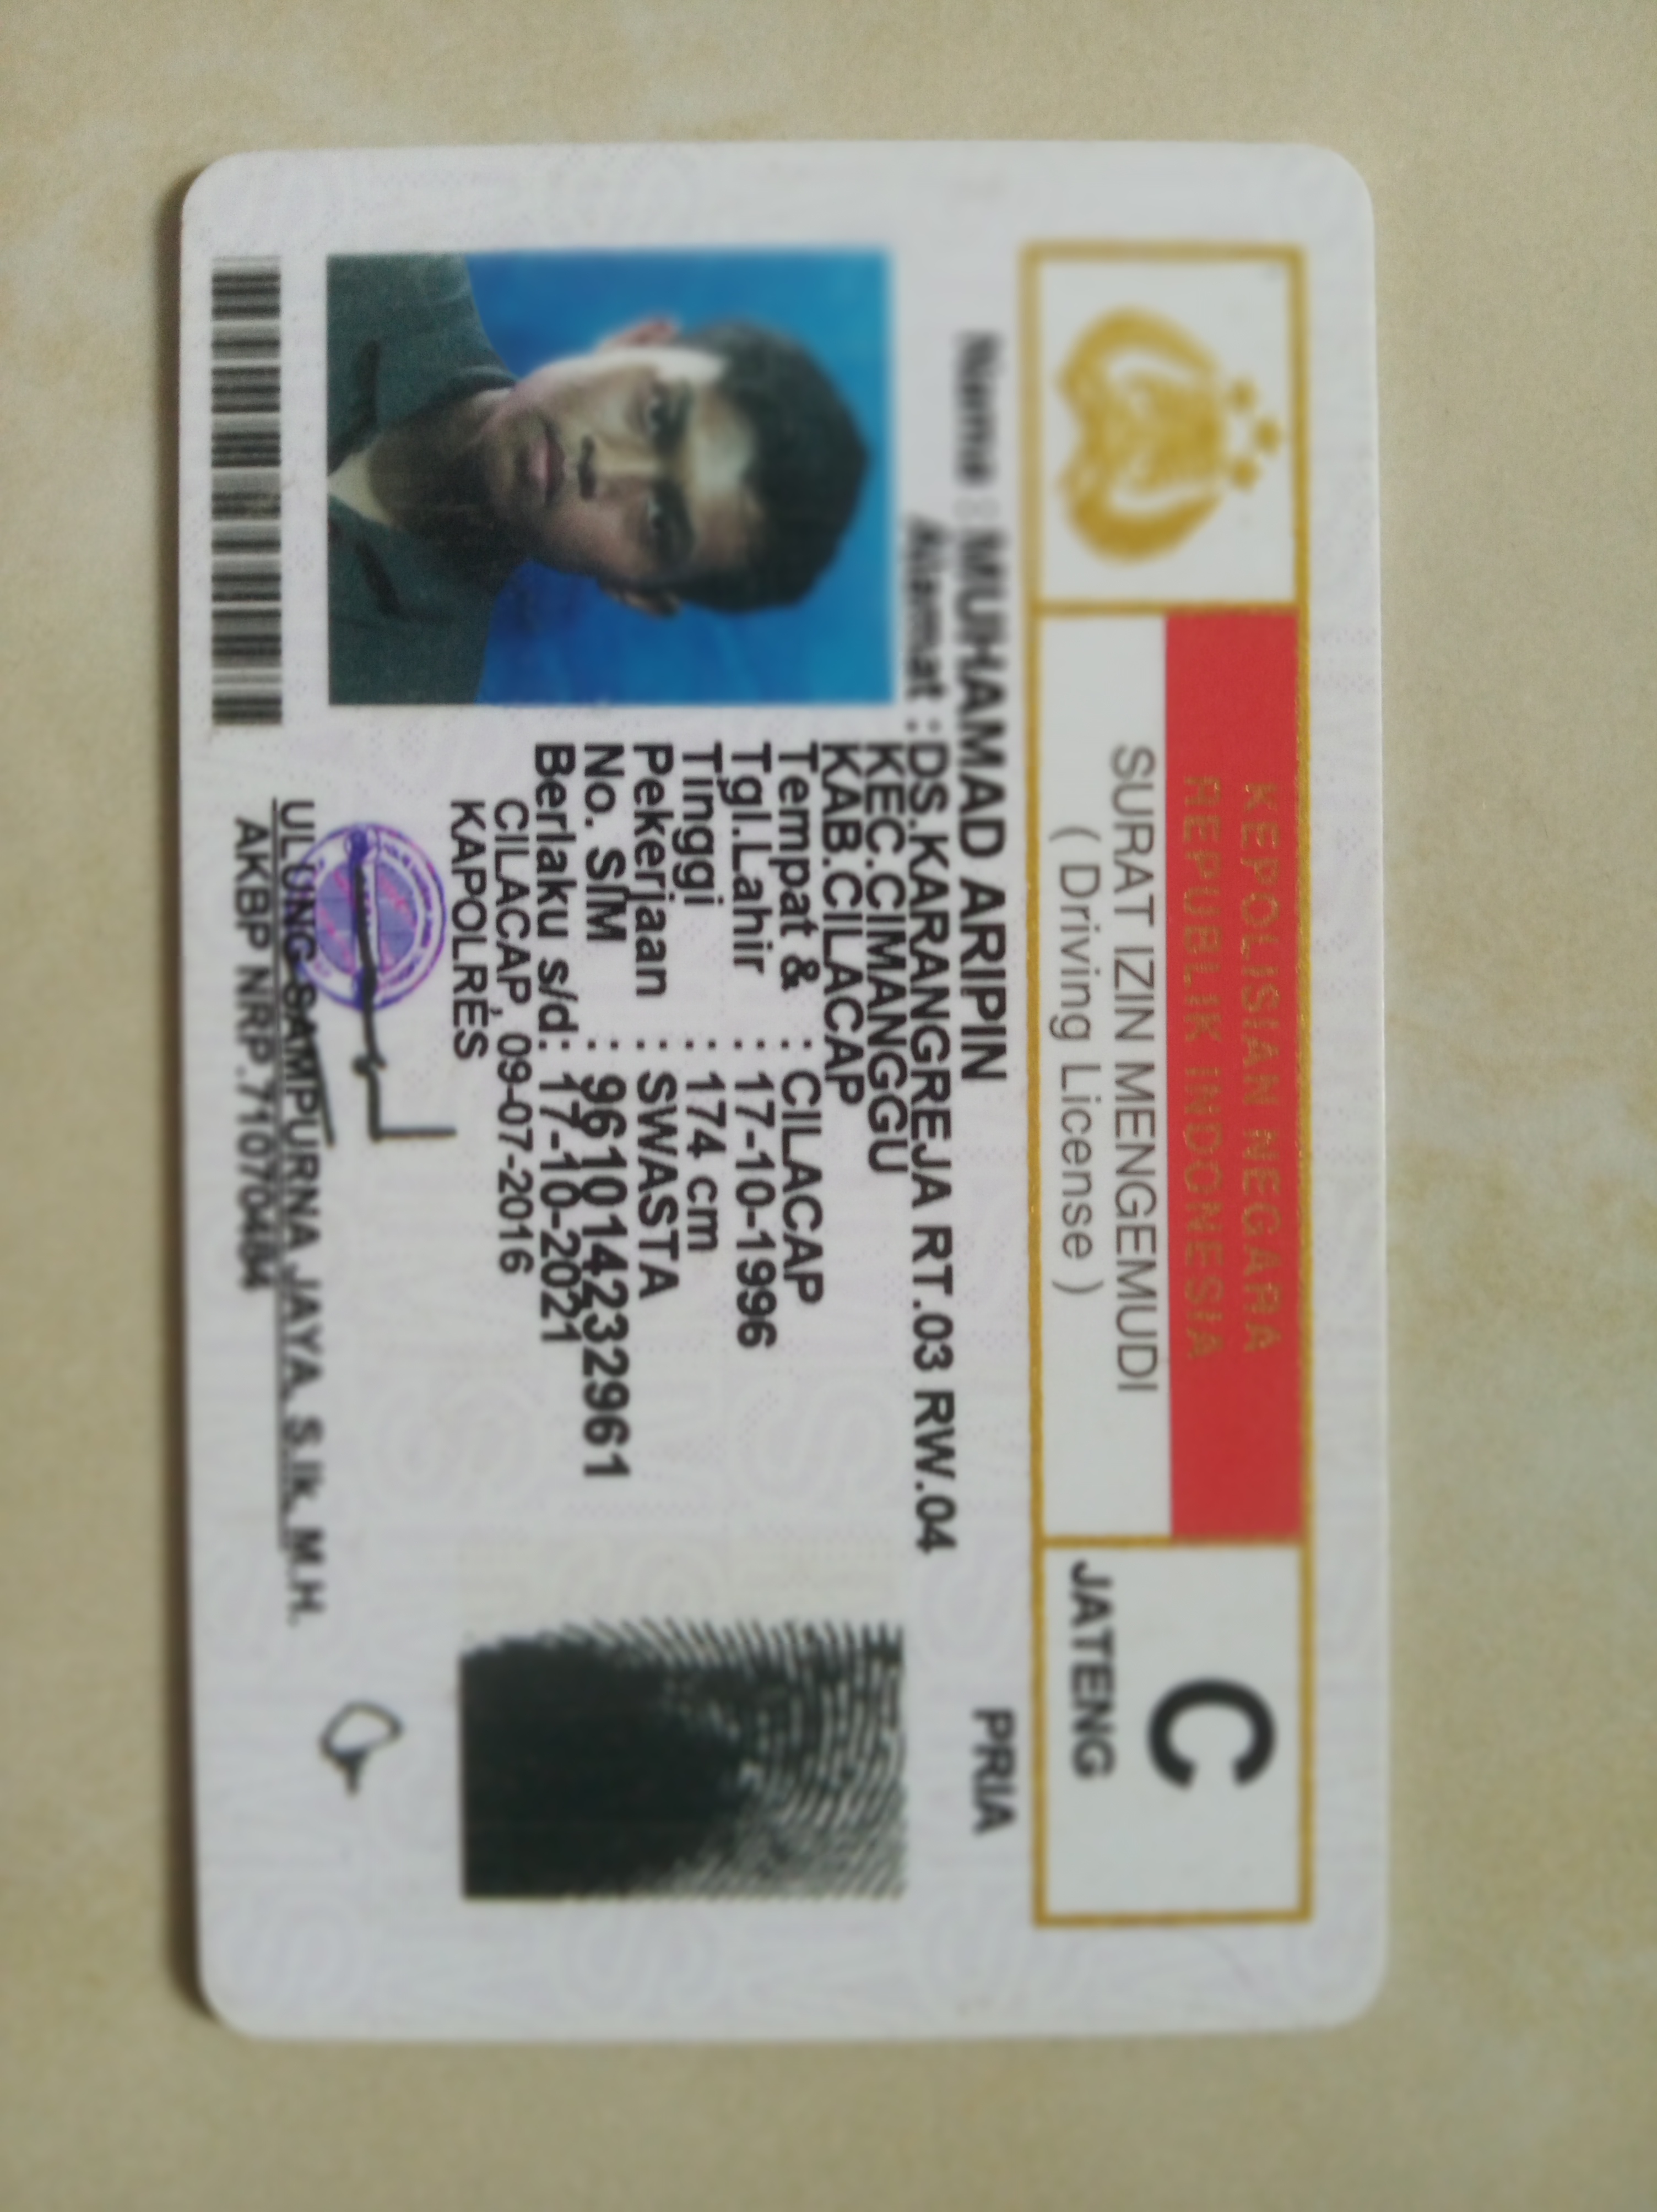 KEPOLISIAN NEGARA
REPUBLIK INDONESIA
SURAT IZIN MENGEMUDI
( Driving License )
C
JATENG
Nama : MUHAMAD ARIPIN
PRIA
Alamat : DS.KARANGREJA RT.03 RW.04
KEC.CIMANGGU
KAB.CILACAP
Tempat & : CILACAP
Tgl.Lahir : 17-10-1996
Tinggi : 174 cm
Pekerjaan : SWASTA
No. SIM : 961014232961
Berlaku s/d : 17-10-2021
CILACAP, 09-07-2016
KAPOLRES
ULUNG SAMPURNA JAYA, S.Ik, M.H.
AKBP NRP.71070484